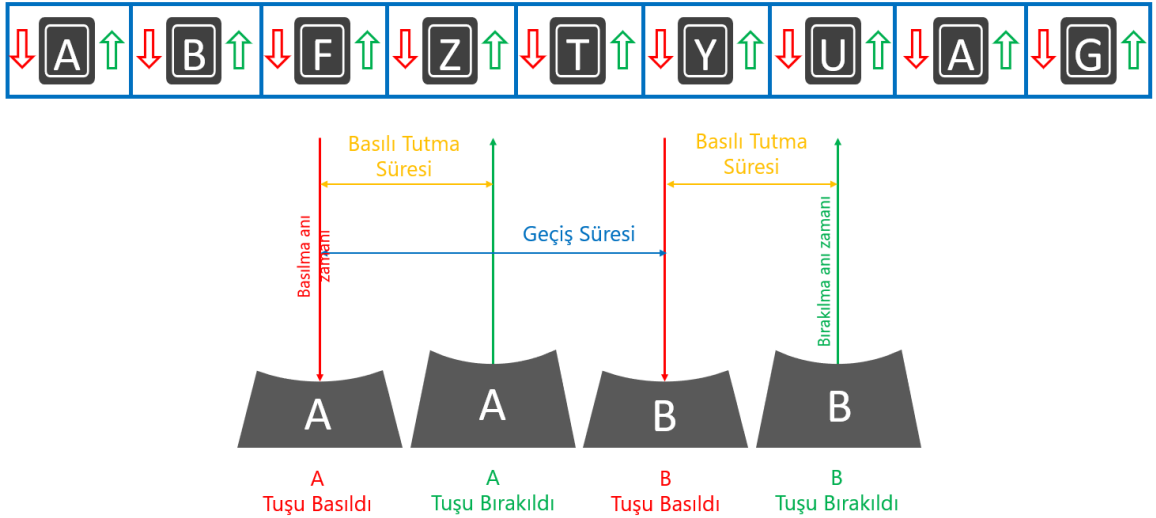 A B F Z T Y U A G
Basılı Tutma
Süresi
Basılı Tutma
Süresi
Geçiş Süresi
Basılma anı
zamanı
Bırakılma anı zamanı
A
A
B
B
A
Tuşu Basıldı
A
Tuşu Bırakıldı
B
Tuşu Basıldı
B
Tuşu Bırakıldı